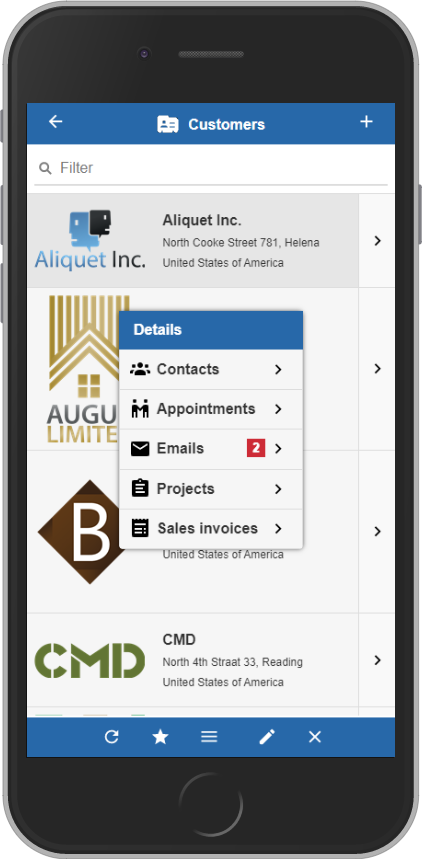 Customers
Filter
Aliquet Inc.
Aliquet Inc.
North Cooke Street 781, Helena
United States of America
AUGU
LIMITE
Details
Contacts
Appointments
Emails 2
Projects
Sales invoices
B
United States of America
CMD
CMD
North 4th Straat 33, Reading
United States of America